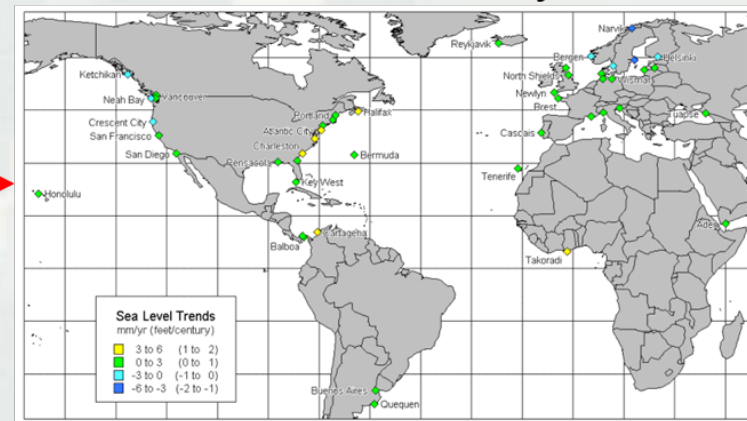 Narvik
Reykjavik
Bergen
Helsinki
Ketchikan
North Shields
Wismar
Neah Bay
Vancouver
Newlyn
Portland
Halifax
Brest
Tuapse
Crescent City
Atlantic City
San Francisco
Charleston
Cascais
San Diego
Pensacola
Bermuda
Tenerife
Key West
Honolulu
Aden
Cartagena
Balboa
Takoradi
Sea Level Trends
mm/yr (feet/century)
3 to 6 (1 to 2)
0 to 3 (0 to 1)
-3 to 0 (-1 to 0)
-6 to -3 (-2 to -1)
Buenos Aires
Quequen